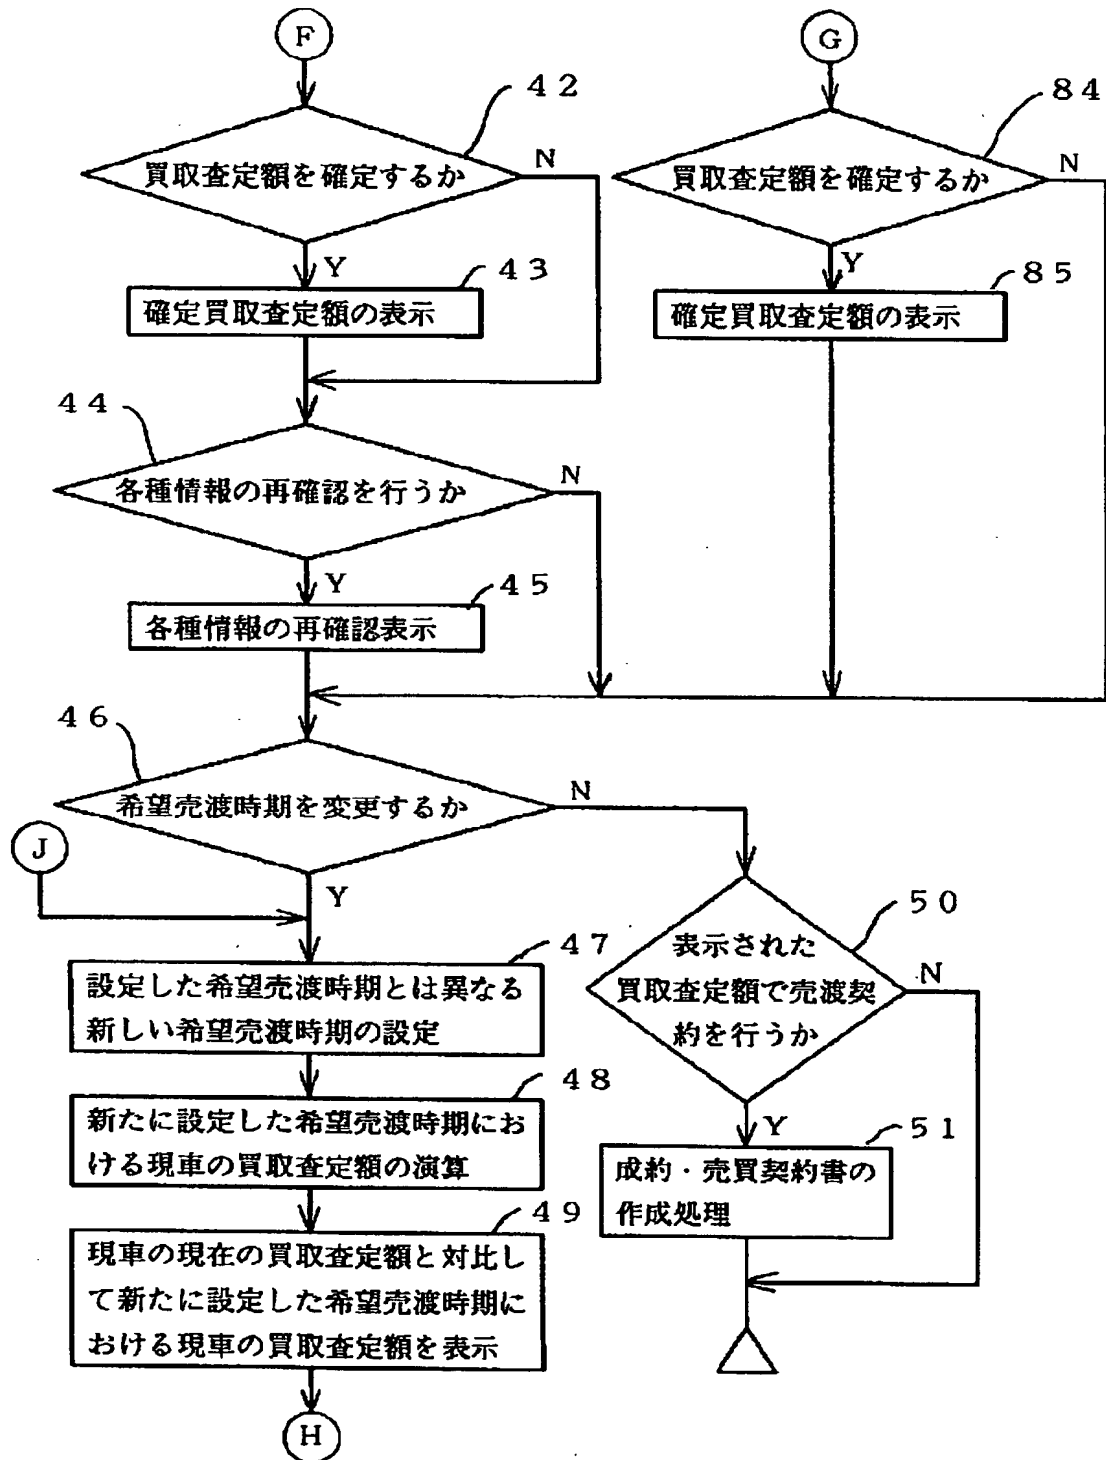 F
G
42
84
買取査定額を確定するか
N
買取査定額を確定するか
N
Y
43
Y
85
確定買取査定額の表示
確定買取査定額の表示
44
各種情報の再確認を行うか
N
Y
45
各種情報の再確認表示
46
希望売渡時期を変更するか
N
J
Y
50
表示された
買取査定額で売渡契
約を行うか
N
47
設定した希望売渡時期とは異なる
新しい希望売渡時期の設定
48
新たに設定した希望売渡時期にお
ける現車の買取査定額の演算
Y
51
成約・売買契約書の
作成処理
49
現車の現在の買取査定額と対比し
て新たに設定した希望売渡時期に
おける現車の買取査定額を表示
H